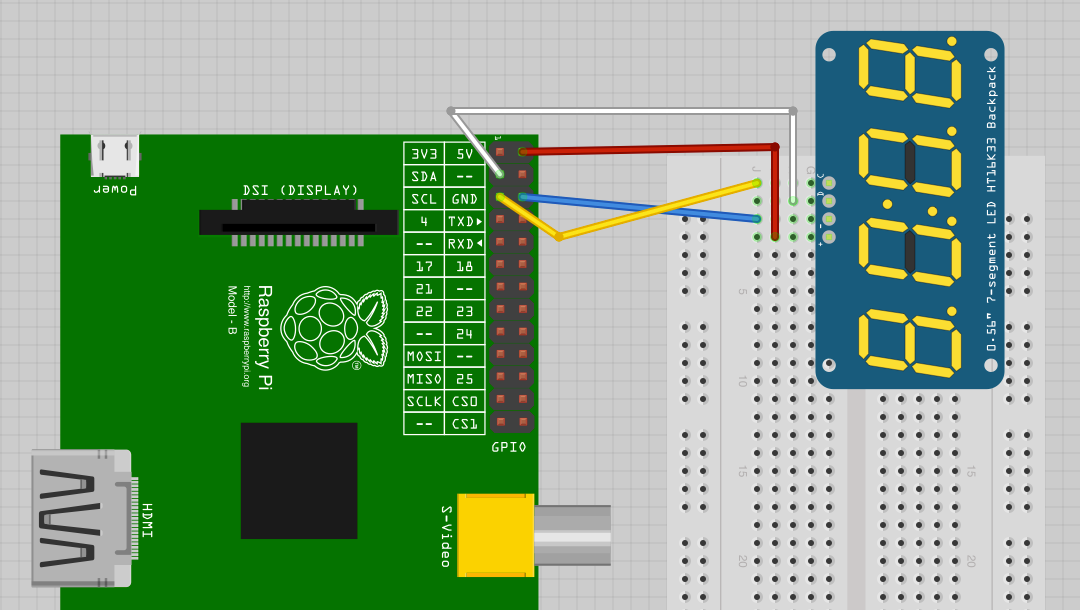 Power
DSI (DISPLAY)
1
3V3 5V
SDA --
SCL GND
4 TXD
-- RXD
17 18
21 --
22 23
-- 24
MOSI --
MISO 25
SCLK CS0
-- CS1
GPIO
Raspberry Pi
http://www.raspberrypi.org
Model - B
®
HDMI
S-Video
J
5
10
15
20
15
20
C
D
-
+
0.56" 7-segment LED HT16K33 Backpack